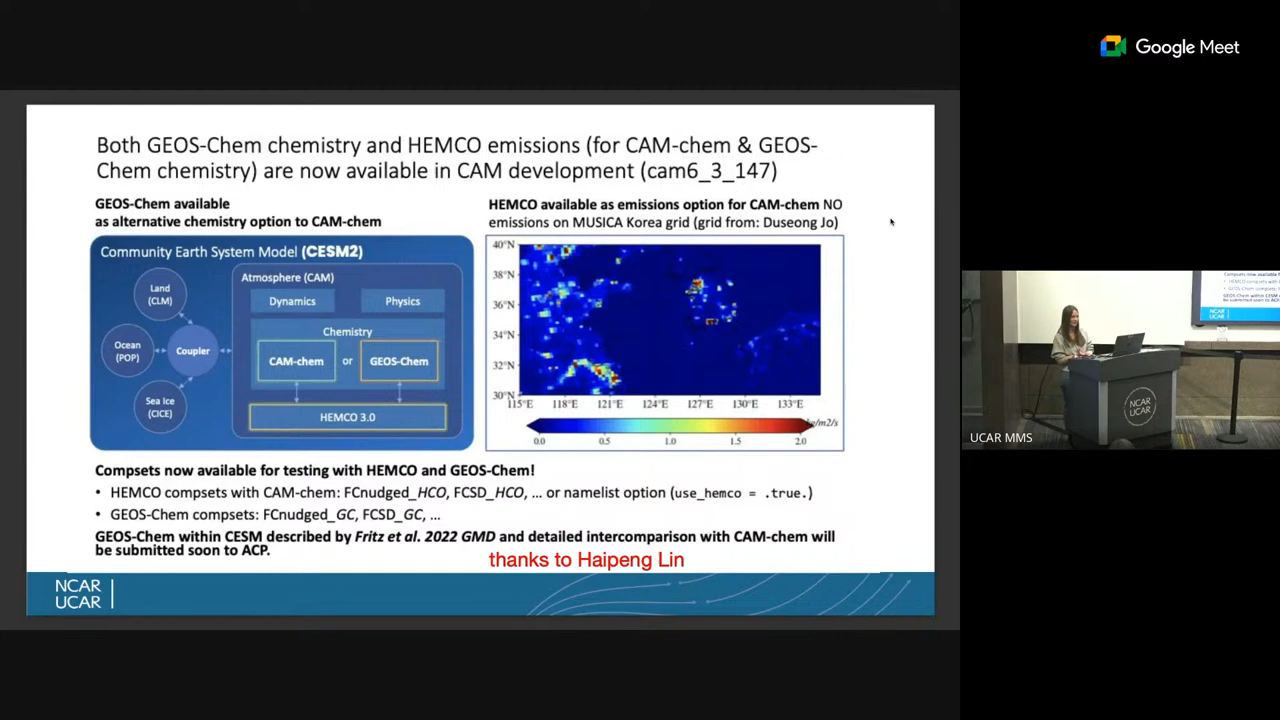 Google Meet
Both GEOS-Chem chemistry and HEMCO emissions (for CAM-chem & GEOS-
Chem chemistry) are now available in CAM development (cam6_3_147)
GEOS-Chem available
as alternative chemistry option to CAM-chem
HEMCO available as emissions option for CAM-chem NO
emissions on MUSICA Korea grid (grid from: Duseong Jo)
Community Earth System Model (CESM2)
Land
(CLM)
Ocean
(POP)
Sea Ice
(CICE)
Coupler
Atmosphere (CAM)
Dynamics
Physics
Chemistry
CAM-chem
or
GEOS-Chem
HEMCO 3.0
40°N
38°N
36°N
34°N
32°N
30°N
115°E
118°E
121°E
124°E
127°E
130°E
133°E
/m2/s
0.0
0.5
1.0
1.5
2.0
Compsets now available for testing with HEMCO and GEOS-Chem!
• HEMCO compsets with CAM-chem: FCnudged_HCO, FCSD_HCO, ... or namelist option (use_hemco = .true.)
• GEOS-Chem compsets: FCnudged_GC, FCSD_GC, ...
GEOS-Chem within CESM described by Fritz et al. 2022 GMD and detailed intercomparison with CAM-chem will
be submitted soon to ACP.
thanks to Haipeng Lin
NCAR
UCAR
NCAR
UCAR
UCAR MMS